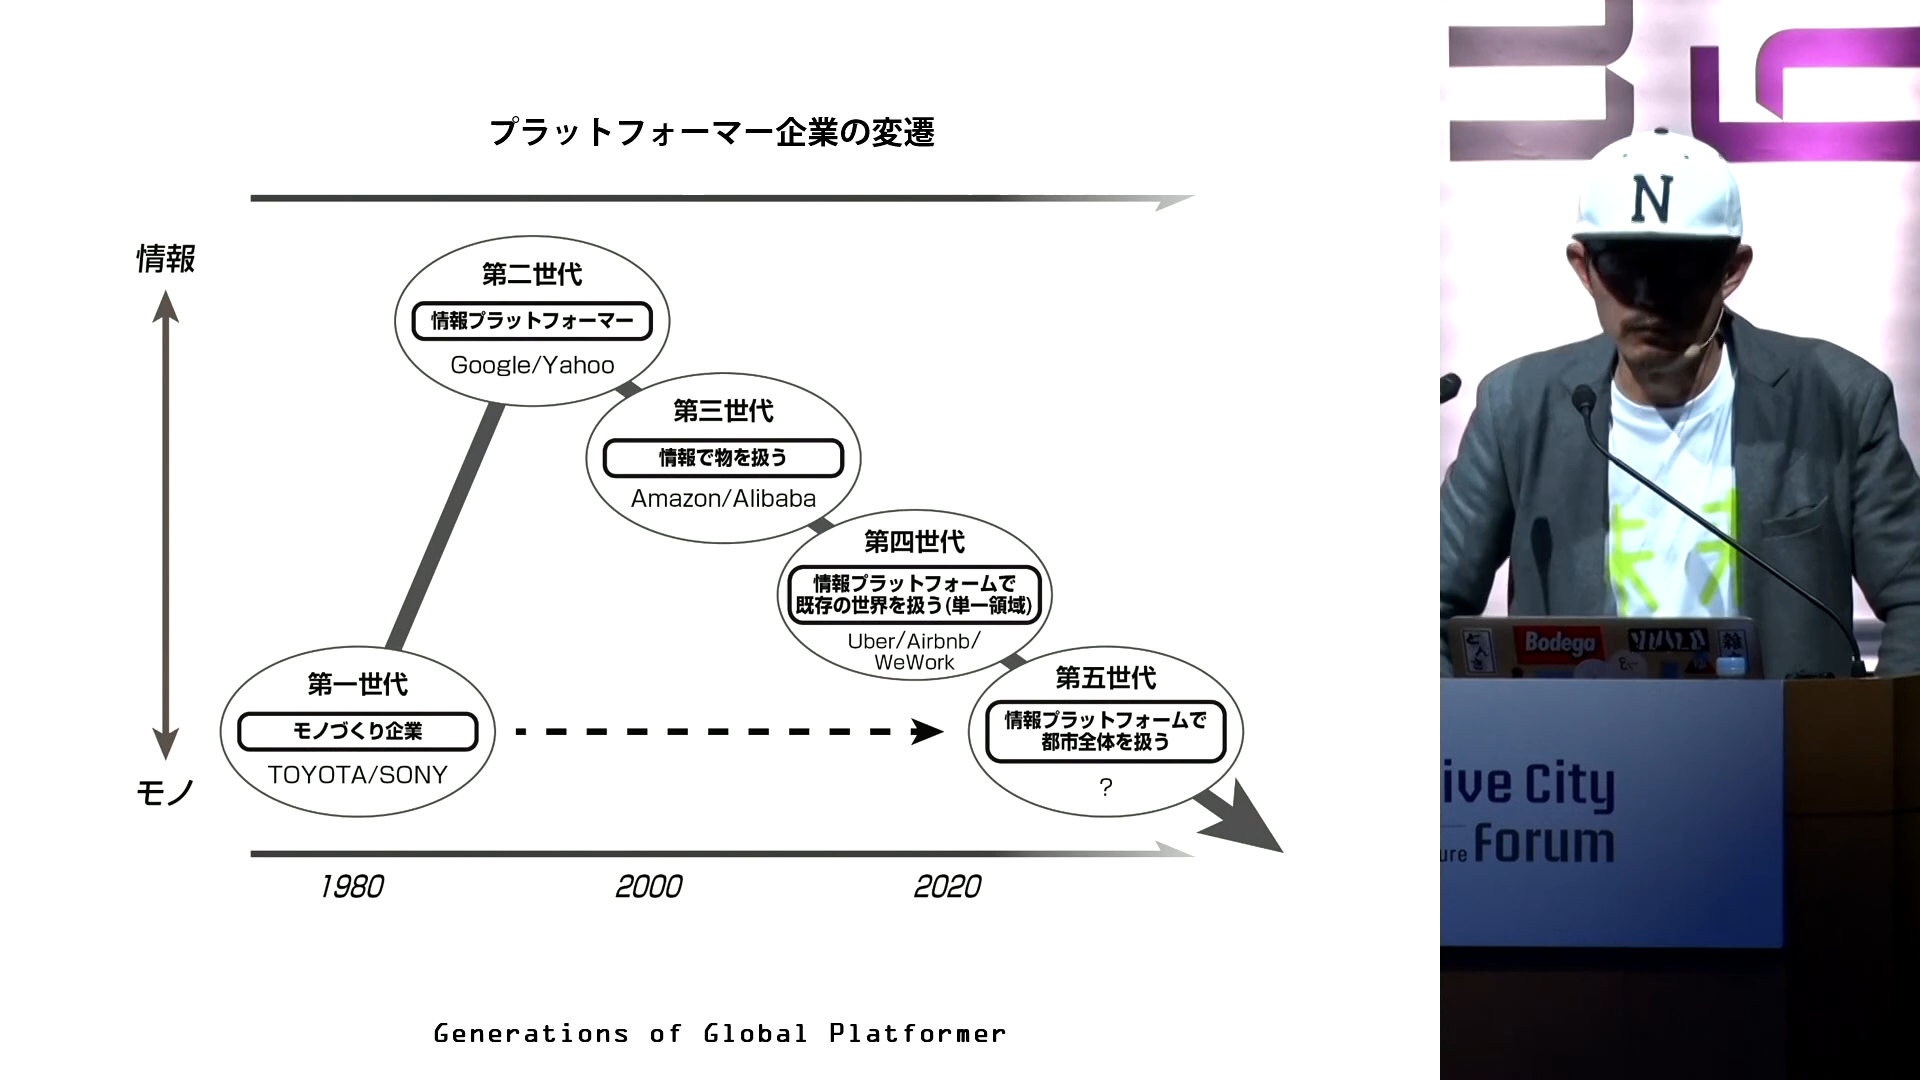 プラットフォーマー企業の変遷
情報
モノ
第二世代
情報プラットフォーマー
Google/Yahoo
第三世代
情報で物を扱う
Amazon/Alibaba
第四世代
情報プラットフォームで
既存の世界を扱う(単一領域)
Uber/Airbnb/
WeWork
第一世代
モノづくり企業
TOYOTA/SONY
第五世代
情報プラットフォームで
都市全体を扱う
?
1980
2000
2020
Generations of Global Platformer
N
Bodega
ive City
ure Forum